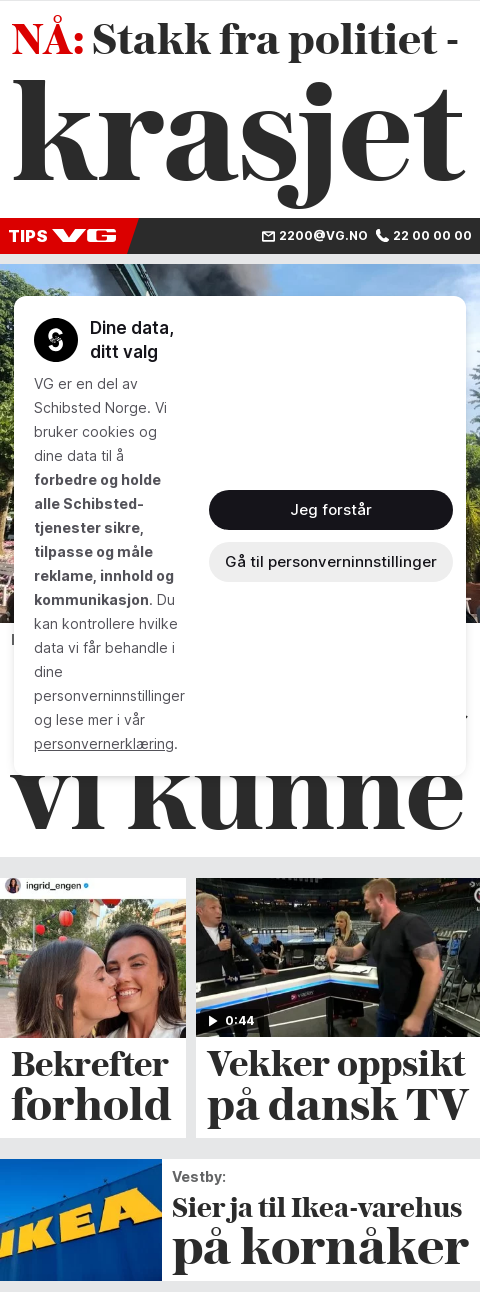 NÅ: Stakk fra politiet -
krasjet
TIPS VG
2200@VG.NO 22 00 00 00
Dine data,
ditt valg
VG er en del av
Schibsted Norge. Vi
bruker cookies og
dine data til å
forbedre og holde
alle Schibsted-
tjenester sikre,
tilpasse og måle
reklame, innhold og
kommunikasjon. Du
kan kontrollere hvilke
data vi får behandle i
dine
personverninnstillinger
og lese mer i vår
personvernerklæring.
Jeg forstår
Gå til personverninnstillinger
vi kunne
ingrid_engen
0:44
Bekrefter
forhold
Vekker oppsikt
på dansk TV
IKEA
Vestby:
Sier ja til Ikea-varehus
på kornåker